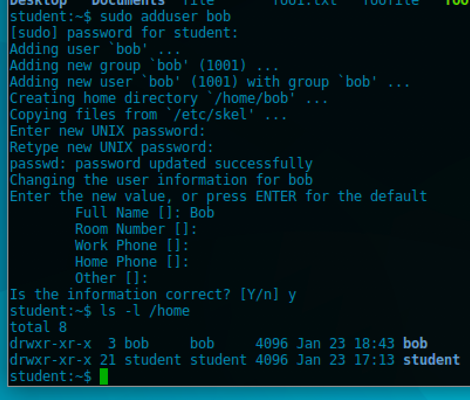 Desktop Documents file foo1.txt foofile
student:~$ sudo adduser bob
[sudo] password for student:
Adding user `bob' ...
Adding new group `bob' (1001) ...
Adding new user `bob' (1001) with group `bob' ...
Creating home directory `/home/bob' ...
Copying files from `/etc/skel' ...
Enter new UNIX password:
Retype new UNIX password:
passwd: password updated successfully
Changing the user information for bob
Enter the new value, or press ENTER for the default
        Full Name []: Bob
        Room Number []:
        Work Phone []:
        Home Phone []:
        Other []:
Is the information correct? [Y/n] y
student:~$ ls -l /home
total 8
drwxr-xr-x  3 bob     bob     4096 Jan 23 18:43 bob
drwxr-xr-x 21 student student 4096 Jan 23 17:13 student
student:~$